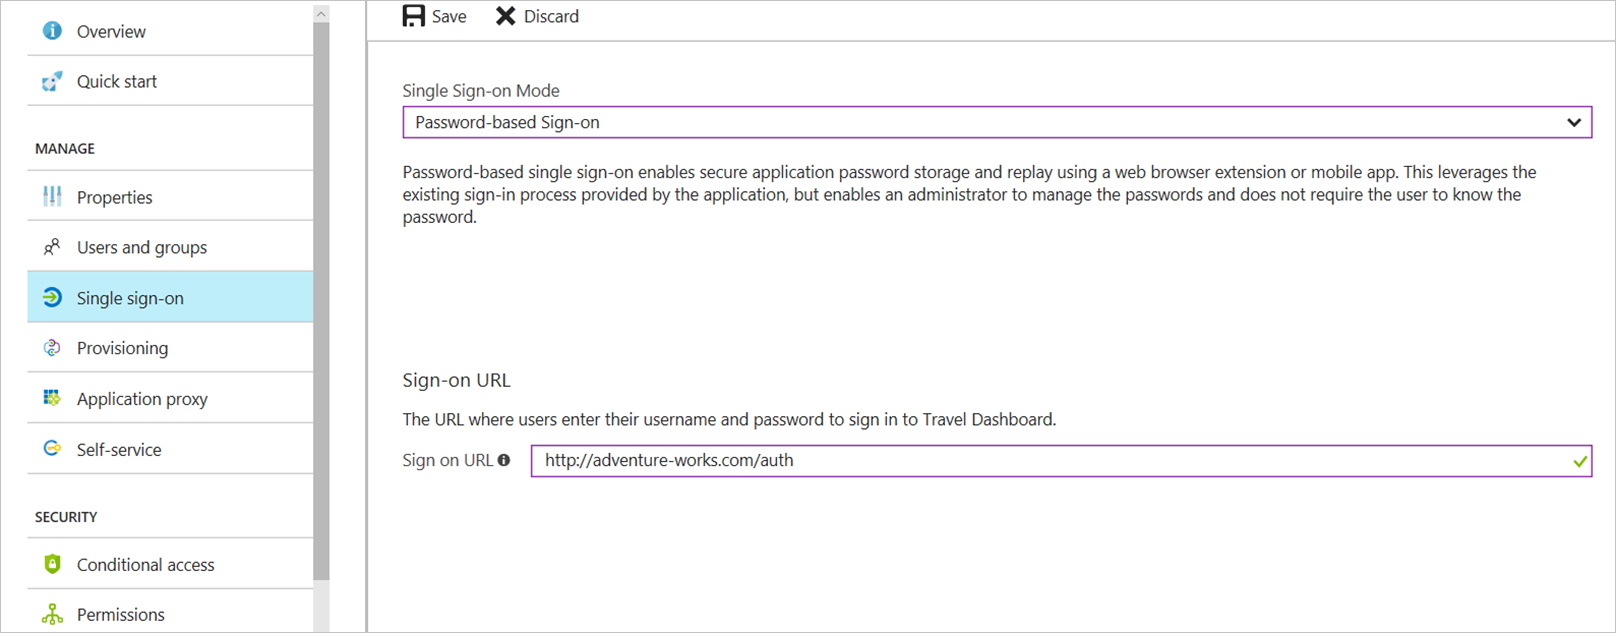 Overview
Quick start
MANAGE
Properties
Users and groups
Single sign-on
Provisioning
Application proxy
Self-service
SECURITY
Conditional access
Permissions
Save Discard
Single Sign-on Mode
Password-based Sign-on
Password-based single sign-on enables secure application password storage and replay using a web browser extension or mobile app. This leverages the
existing sign-in process provided by the application, but enables an administrator to manage the passwords and does not require the user to know the
password.
Sign-on URL
The URL where users enter their username and password to sign in to Travel Dashboard.
Sign on URL http://adventure-works.com/auth